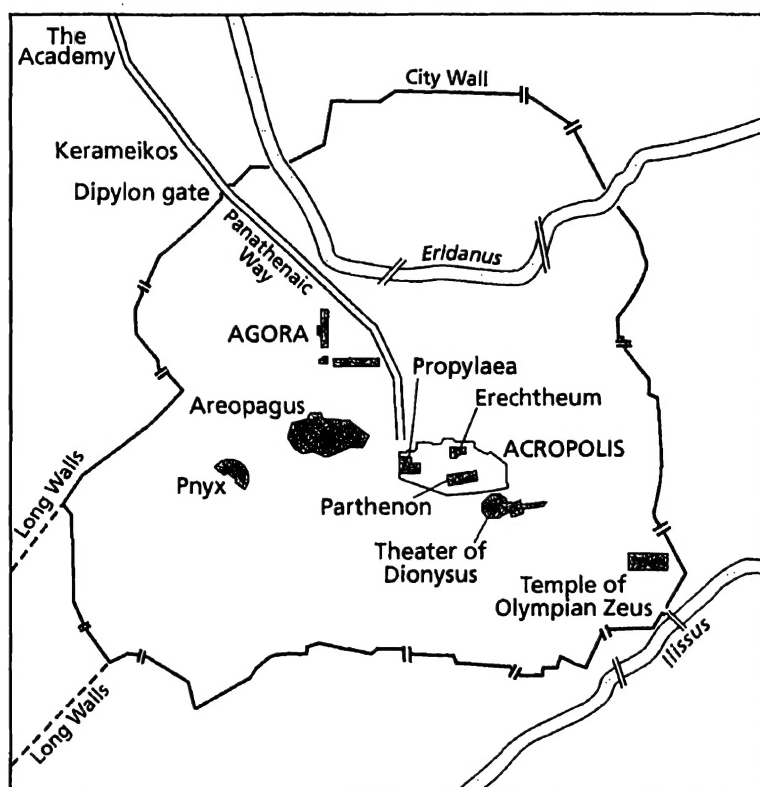 The
Academy
City Wall
Kerameikos
Dipylon gate
Panathenaic
Way
Eridanus
AGORA
Propylaea
Erechtheum
Areopagus
ACROPOLIS
Pnyx
Parthenon
Long Walls
Theater of
Dionysus
Temple of
Olympian Zeus
Ilissus
Long Walls